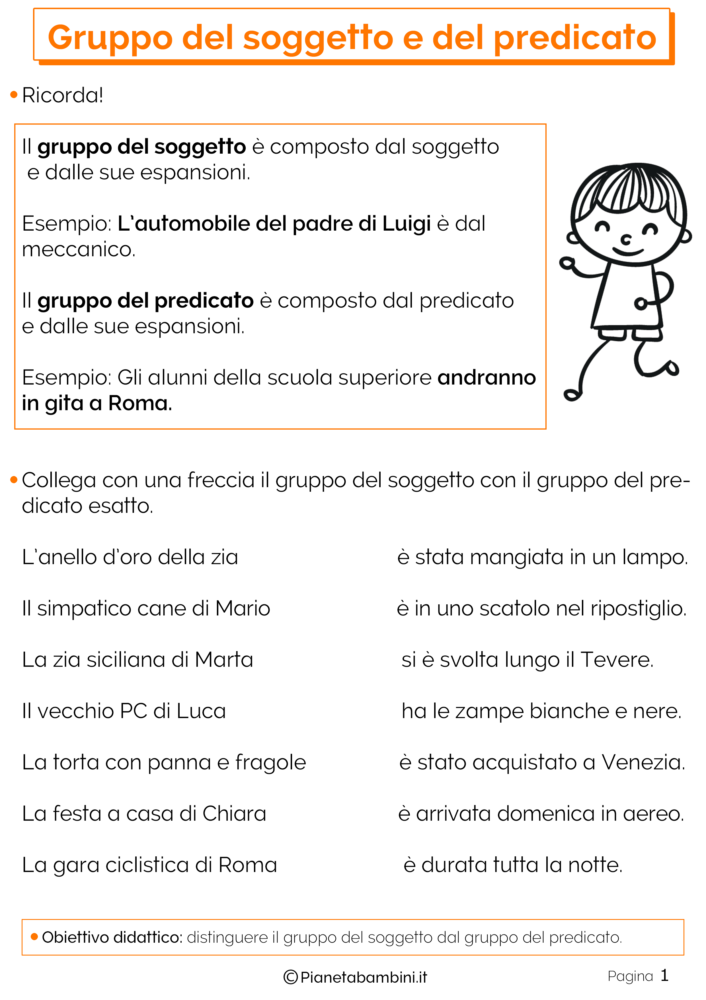 Gruppo del soggetto e del predicato
Ricorda!
Il gruppo del soggetto è composto dal soggetto
e dalle sue espansioni.
Esempio: L'automobile del padre di Luigi è dal
meccanico.
Il gruppo del predicato è composto dal predicato
e dalle sue espansioni.
Esempio: Gli alunni della scuola superiore andranno
in gita a Roma.
Collega con una freccia il gruppo del soggetto con il gruppo del pre-
dicato esatto.
L'anello d'oro della zia è stata mangiata in un lampo.
Il simpatico cane di Mario è in uno scatolo nel ripostiglio.
La zia siciliana di Marta si è svolta lungo il Tevere.
Il vecchio PC di Luca ha le zampe bianche e nere.
La torta con panna e fragole è stato acquistato a Venezia.
La festa a casa di Chiara è arrivata domenica in aereo.
La gara ciclistica di Roma è durata tutta la notte.
Obiettivo didattico: distinguere il gruppo del soggetto dal gruppo del predicato.
©Pianetabambini.it Pagina 1